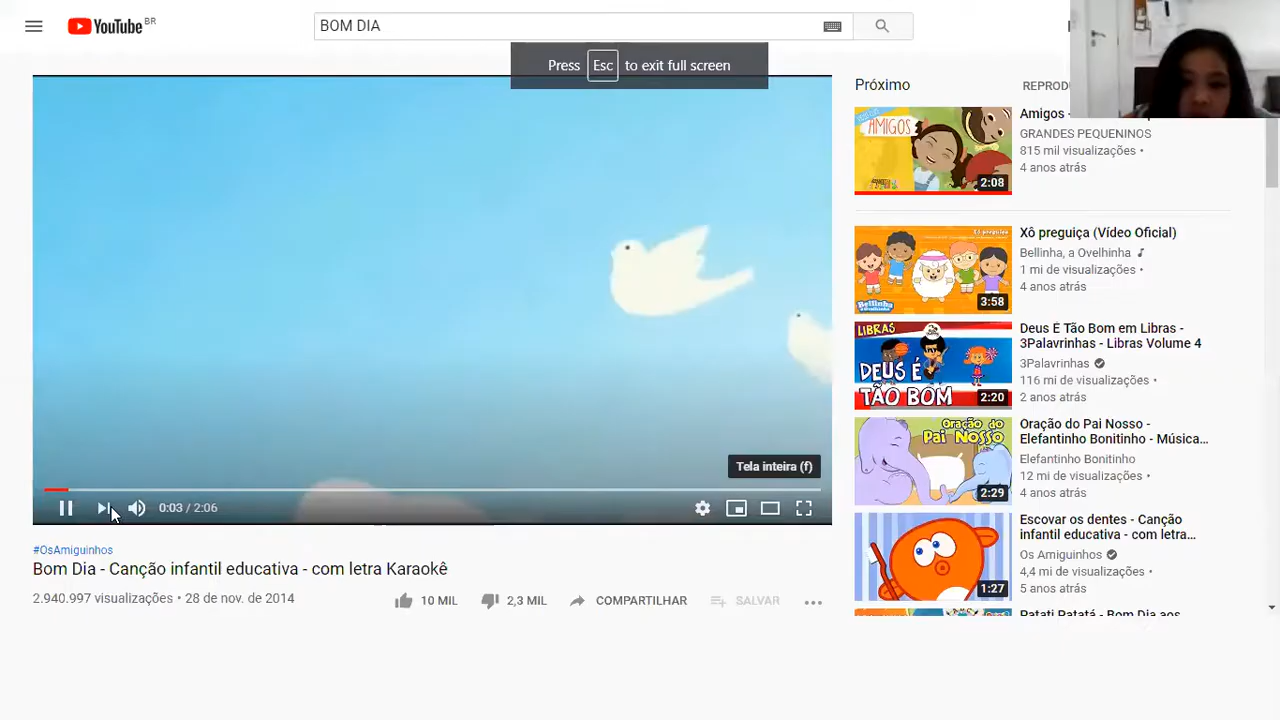 YouTube BR
BOM DIA
Press Esc to exit full screen
Tela inteira (f)
0:03 / 2:06
#OsAmiguinhos
Bom Dia - Canção infantil educativa - com letra Karaokê
2.940.997 visualizações • 28 de nov. de
10 MIL
2,3 MIL
COMPARTILHAR
SALVAR
Próximo
AMIGOS
2:08
Amigos -
GRANDES PEQUENINOS
815 mil visualizações •
4 anos atrás
Bellinha
3:58
Xô preguiça (Vídeo Oficial)
Bellinha, a Ovelhinha
1 mi de visualizações •
4 anos atrás
LIBRAS
DEUS É
TÃO BOM
2:20
Deus É Tão Bom em Libras -
3Palavrinhas - Libras Volume 4
3Palavrinhas
116 mi de visualizações •
2 anos atrás
Oração do
Pai Nosso
2:29
Oração do Pai Nosso -
Elefantinho Bonitinho - Música...
Elefantinho Bonitinho
12 mi de visualizações •
4 anos atrás
1:27
Escovar os dentes - Canção
infantil educativa - com letra...
Os Amiguinhos
4,4 mi de visualizações •
5 anos atrás
Patati Patatá - Bom Dia aos